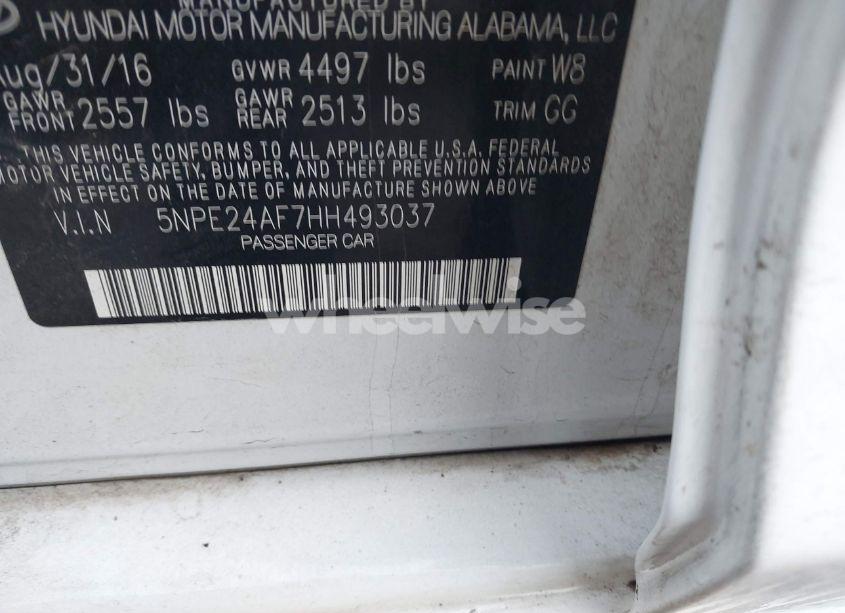 MANUFACTURED BY
HYUNDAI MOTOR MANUFACTURING ALABAMA, LLC
Aug/31/16 GVWR 4497 lbs PAINT W8
GAWR FRONT 2557 lbs GAWR REAR 2513 lbs TRIM GG
THIS VEHICLE CONFORMS TO ALL APPLICABLE U.S.A. FEDERAL
MOTOR VEHICLE SAFETY, BUMPER, AND THEFT PREVENTION STANDARDS
IN EFFECT ON THE DATE OF MANUFACTURE SHOWN ABOVE
V.I.N 5NPE24AF7HH493037
PASSENGER CAR
wheelwise